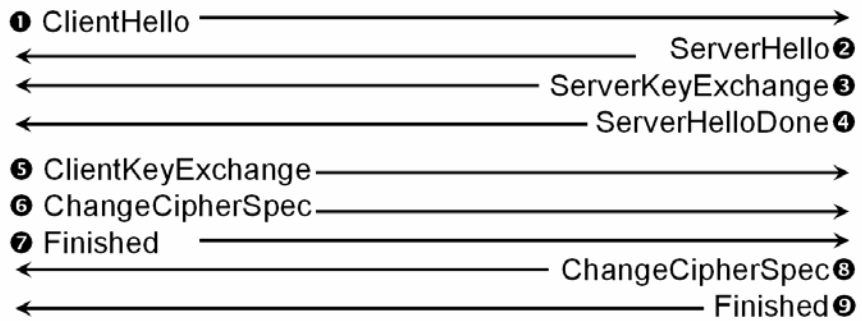 ❶ ClientHello
ServerHello❷
ServerKeyExchange❸
ServerHelloDone❹
❺ ClientKeyExchange
❻ ChangeCipherSpec
❼ Finished
ChangeCipherSpec❽
Finished❾